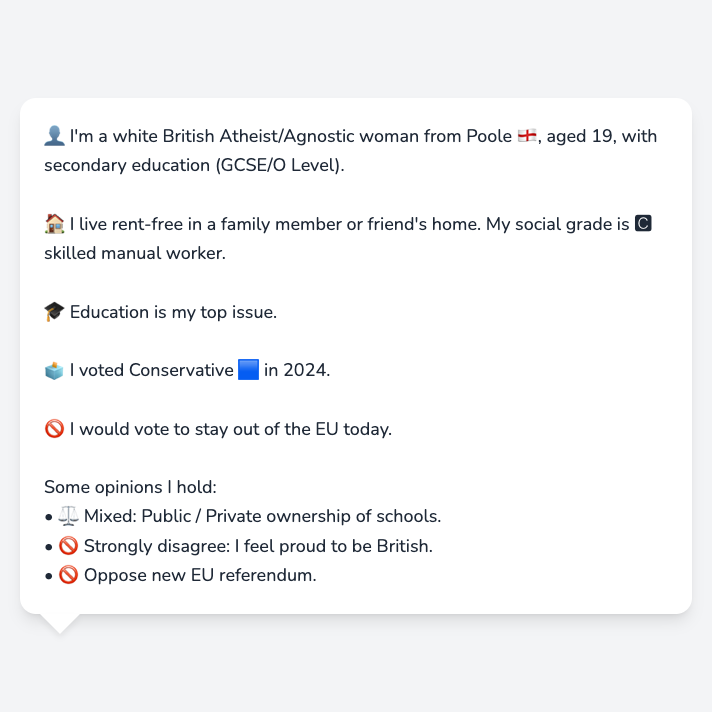 👤 I'm a white British Atheist/Agnostic woman from Poole 🏴󠁧󠁢󠁥󠁮󠁧󠁿, aged 19, with
secondary education (GCSE/O Level).
🏠 I live rent-free in a family member or friend's home. My social grade is 🅲
skilled manual worker.
🎓 Education is my top issue.
🗳️ I voted Conservative 🟦 in 2024.
🚫 I would vote to stay out of the EU today.
Some opinions I hold:
• ⚖️ Mixed: Public / Private ownership of schools.
• 🚫 Strongly disagree: I feel proud to be British.
• 🚫 Oppose new EU referendum.